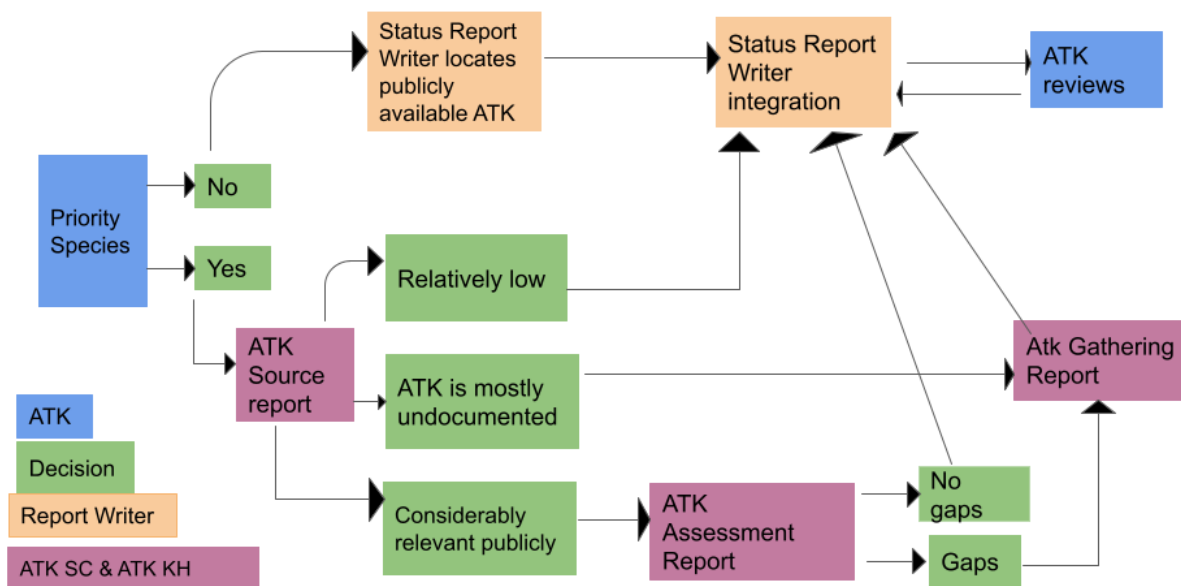 Status Report
Writer locates
publicly
available ATK
Status Report
Writer
integration
ATK
reviews
Priority
Species
No
Yes
Relatively low
ATK
Source
report
ATK is mostly
undocumented
Atk Gathering
Report
Considerably
relevant publicly
ATK
Assessment
Report
No
gaps
Gaps
ATK
Decision
Report Writer
ATK SC & ATK KH